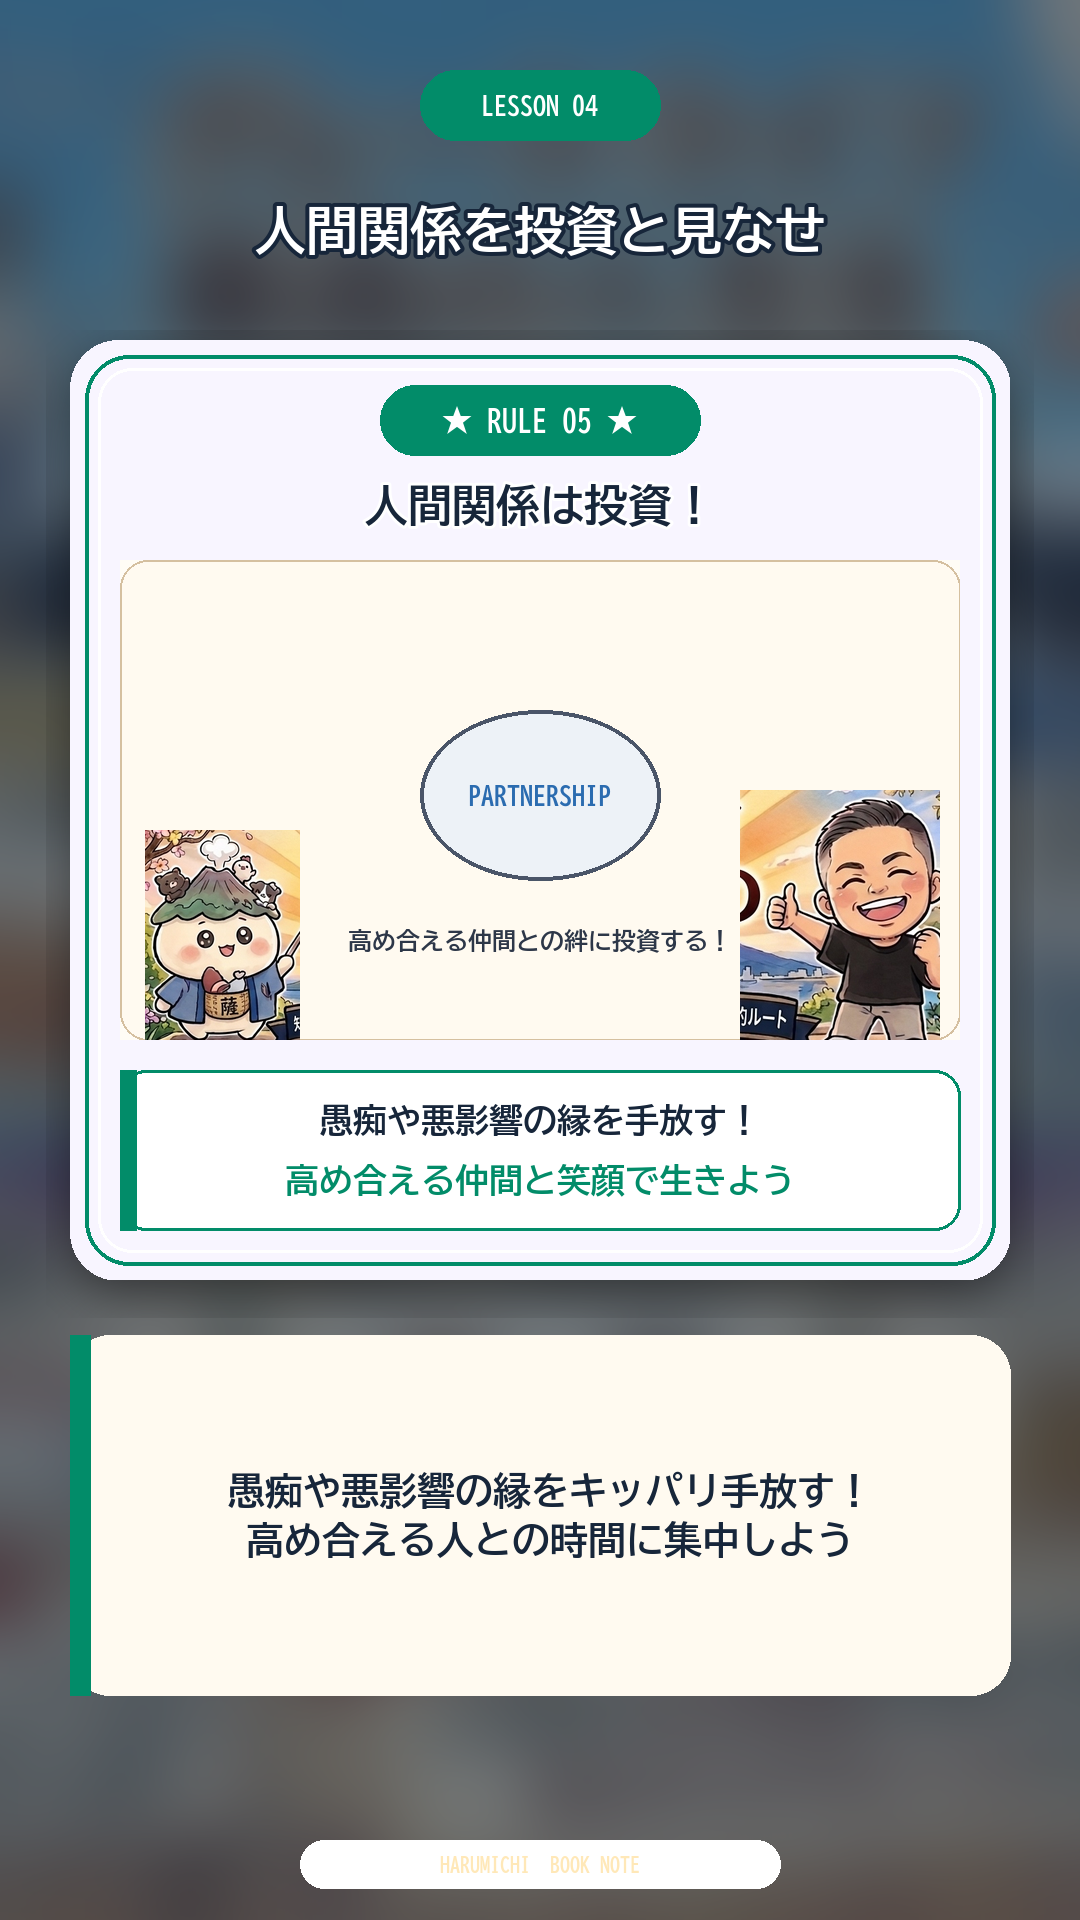 LESSON 04
人間関係を投資と見なせ
★ RULE 05 ★
人間関係は投資！
PARTNERSHIP
高め合える仲間との絆に投資する！
薩
的ルート
愚痴や悪影響の縁を手放す！
高め合える仲間と笑顔で生きよう
愚痴や悪影響の縁をキッパリ手放す！
高め合える人との時間に集中しよう
HARUMICHI BOOK NOTE